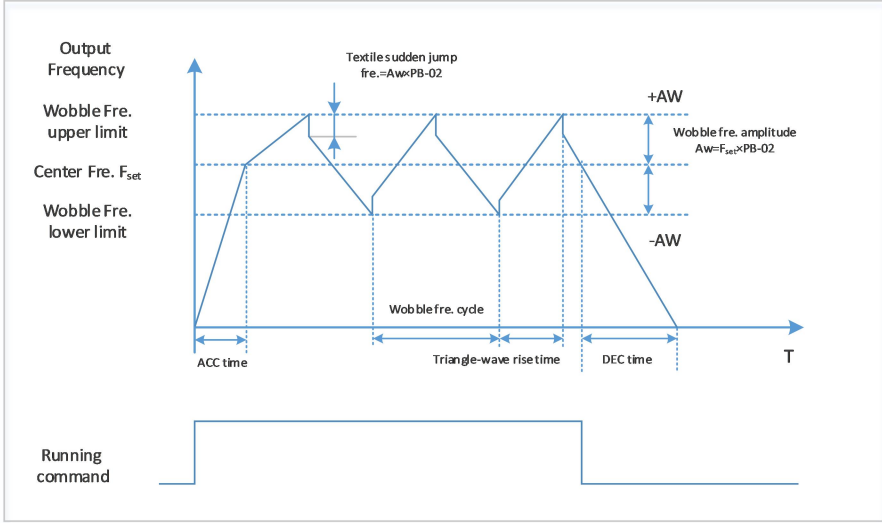 Output
Frequency
Textile sudden jump
fre.=Aw×PB-02
+AW
Wobble Fre.
upper limit
Wobble fre. amplitude
Aw=Fset×PB-02
Center Fre. Fset
Wobble Fre.
lower limit
-AW
Wobble fre. cycle
ACC time
Triangle-wave rise time
DEC time
T
Running
command